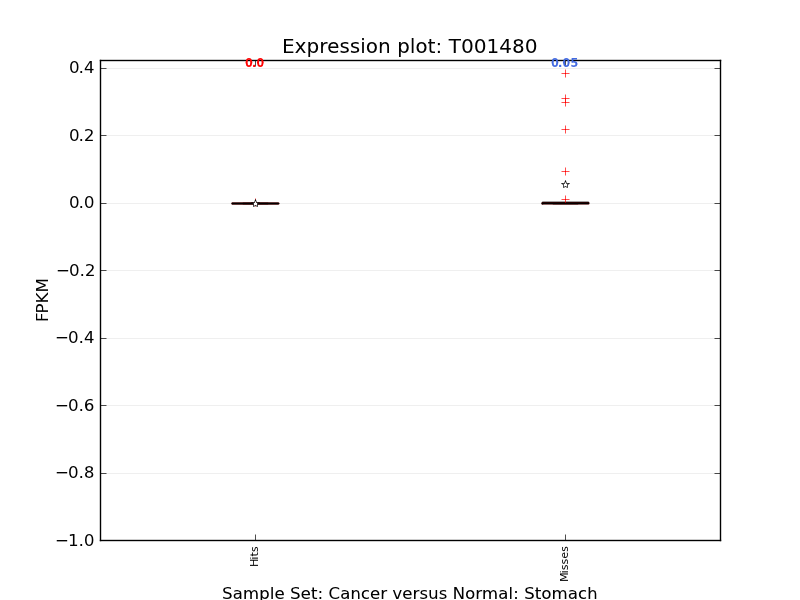 Expression plot: T001480
0.0
0.05
0.4
0.2
0.0
−0.2
−0.4
−0.6
−0.8
−1.0
FPKM
Hits
Misses
Sample Set: Cancer versus Normal: Stomach